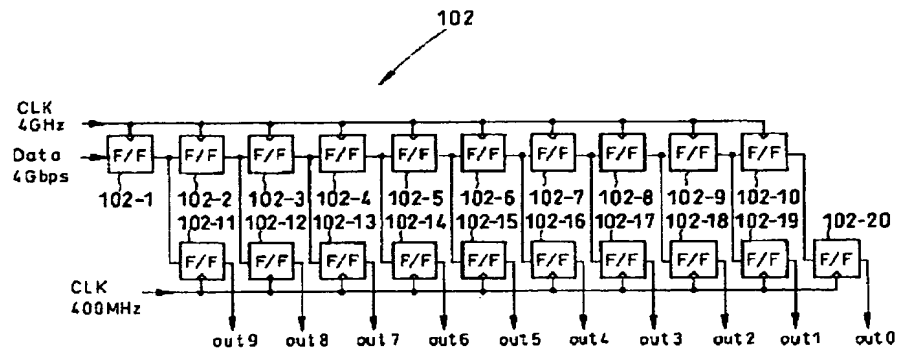 102
CLK
4GHz
Data
4Gbps
F/F F/F F/F F/F F/F F/F F/F F/F F/F F/F
102-1 102-2 102-3 102-4 102-5 102-6 102-7 102-8 102-9 102-10
102-11 102-12 102-13 102-14 102-15 102-16 102-17 102-18 102-19 102-20
F/F F/F F/F F/F F/F F/F F/F F/F F/F F/F
CLK
400MHz
out9 out8 out7 out6 out5 out4 out3 out2 out1 out0